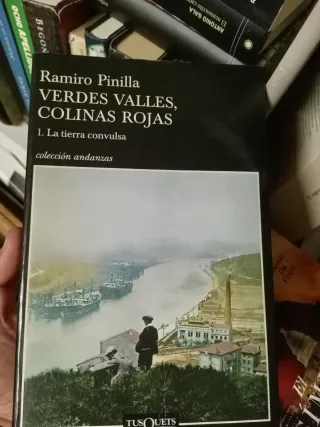 Ramiro Pinilla
VERDES VALLES,
COLINAS ROJAS
1. La tierra convulsa
colección andanzas
TUSQUETS
ANTONIO GALA